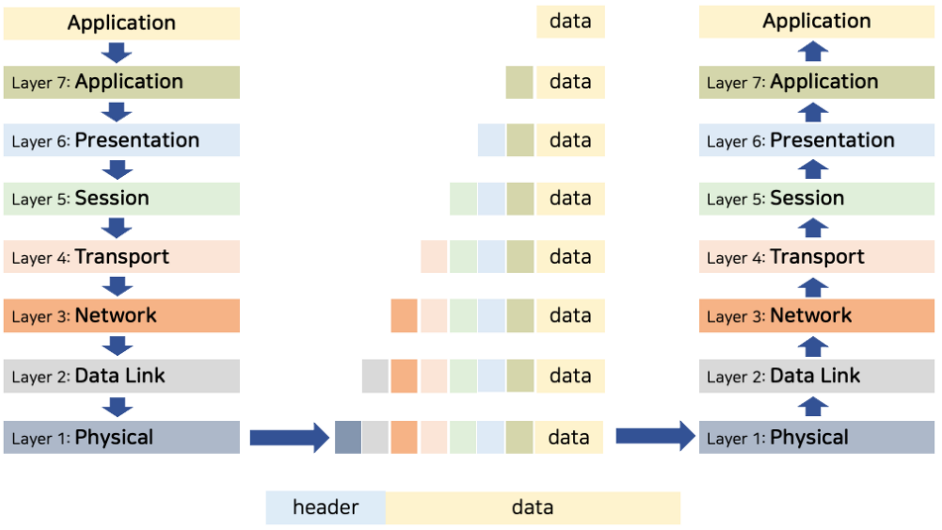 Application data Application
Layer 7: Application data Layer 7: Application
Layer 6: Presentation data Layer 6: Presentation
Layer 5: Session data Layer 5: Session
Layer 4: Transport data Layer 4: Transport
Layer 3: Network data Layer 3: Network
Layer 2: Data Link data Layer 2: Data Link
Layer 1: Physical data Layer 1: Physical
header data